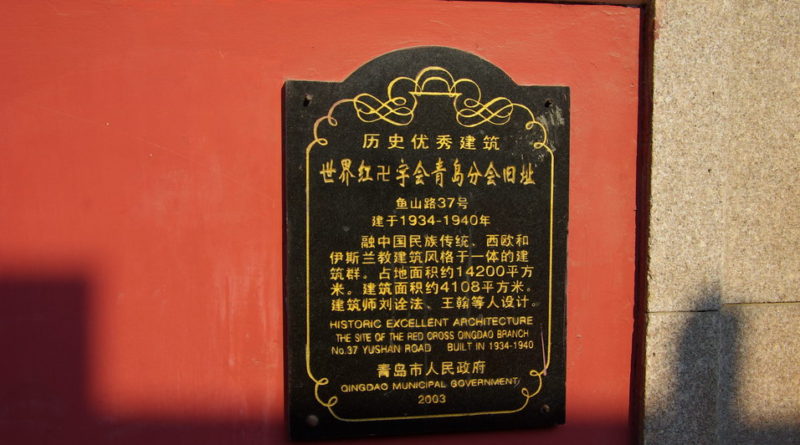 历史优秀建筑
世界红卍字会青岛分会旧址
鱼山路37号
建于1934-1940年
融中国民族传统、西欧和
伊斯兰教建筑风格于一体的建
筑群。占地面积约14200平方
米。建筑面积约4108平方米。
建筑师刘诠法、王翰等人设计。
HISTORIC EXCELLENT ARCHITECTURE
THE SITE OF THE RED CROSS QINGDAO BRANCH
No.37 YUSHAN ROAD BUILT IN 1934-1940
青岛市人民政府
QINGDAO MUNICIPAL GOVERNMENT
2003